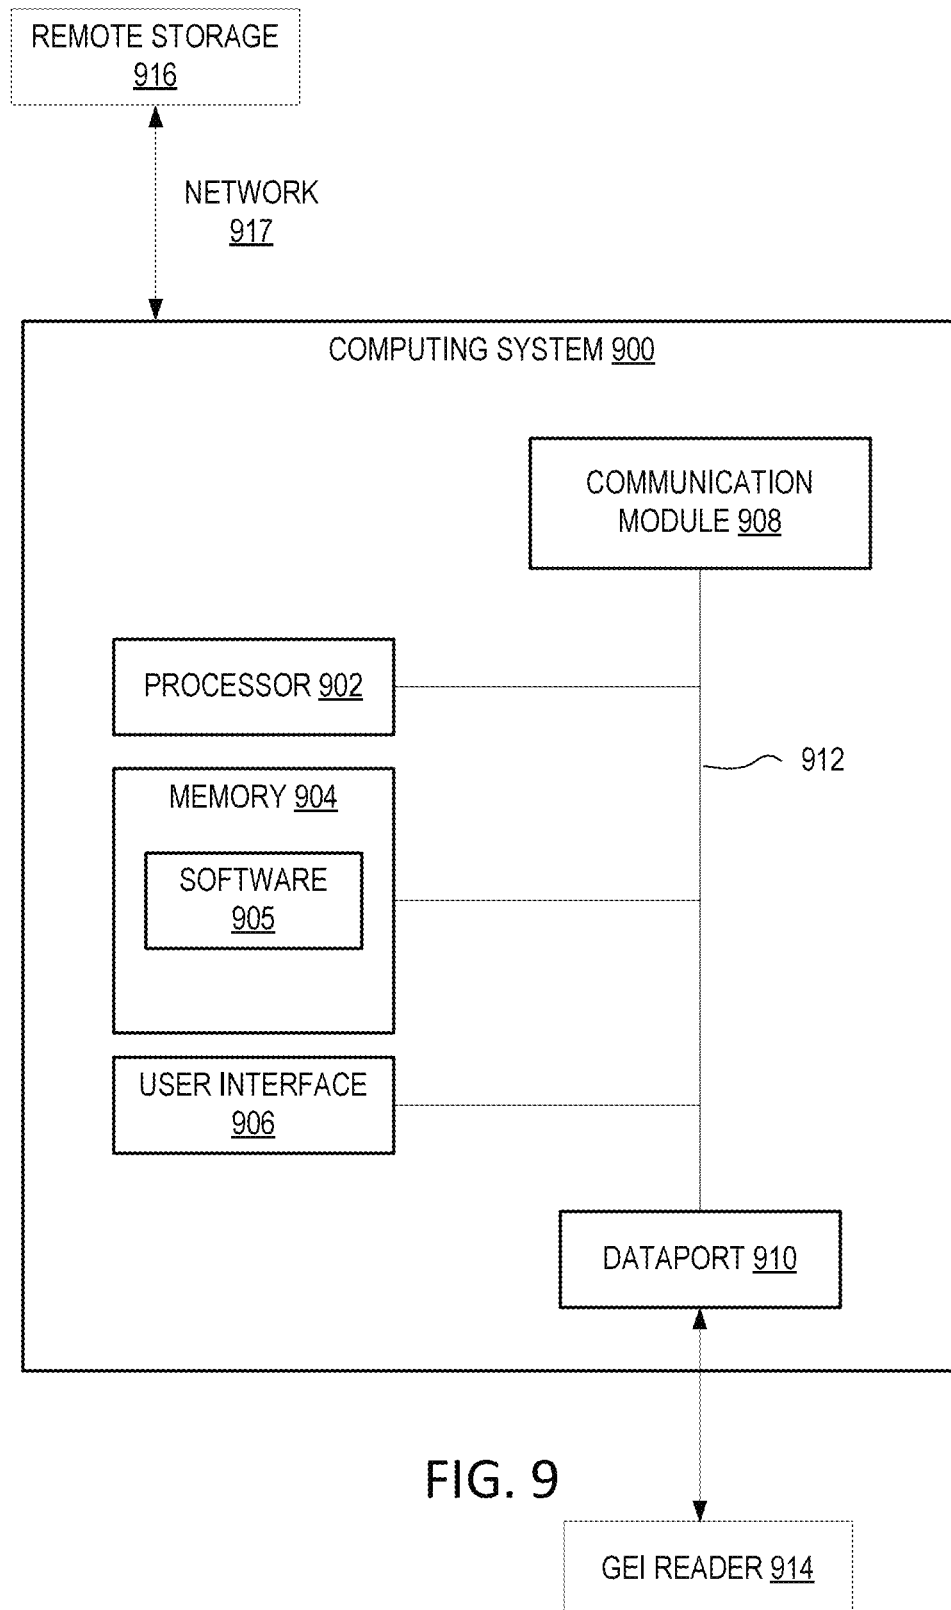 REMOTE STORAGE
916
NETWORK
917
COMPUTING SYSTEM 900
COMMUNICATION
MODULE 908
PROCESSOR 902
912
MEMORY 904
SOFTWARE
905
USER INTERFACE
906
DATAPORT 910
FIG. 9
GEI READER 914